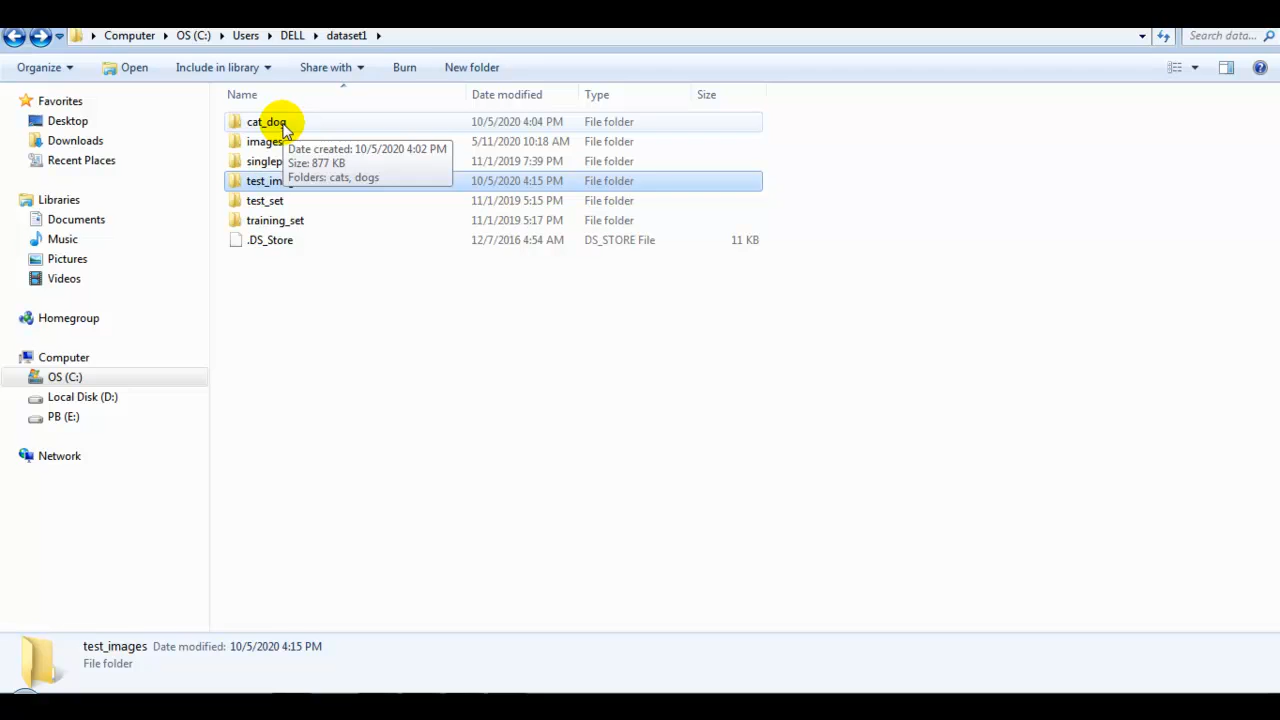 Computer OS (C:) Users DELL dataset1 Search data...
Organize Open Include in library Share with Burn New folder
Favorites
Desktop
Downloads
Recent Places
Libraries
Documents
Music
Pictures
Videos
Homegroup
Computer
OS (C:)
Local Disk (D:)
PB (E:)
Network
Name Date modified Type Size
cat_dog 10/5/2020 4:04 PM File folder
images 5/11/2020 10:18 AM File folder
singlep 11/1/2019 7:39 PM File folder
test_im 10/5/2020 4:15 PM File folder
test_set 11/1/2019 5:15 PM File folder
training_set 11/1/2019 5:17 PM File folder
.DS_Store 12/7/2016 4:54 AM DS_STORE File 11 KB
Date created: 10/5/2020 4:02 PM
Size: 877 KB
Folders: cats, dogs
test_images Date modified: 10/5/2020 4:15 PM
File folder